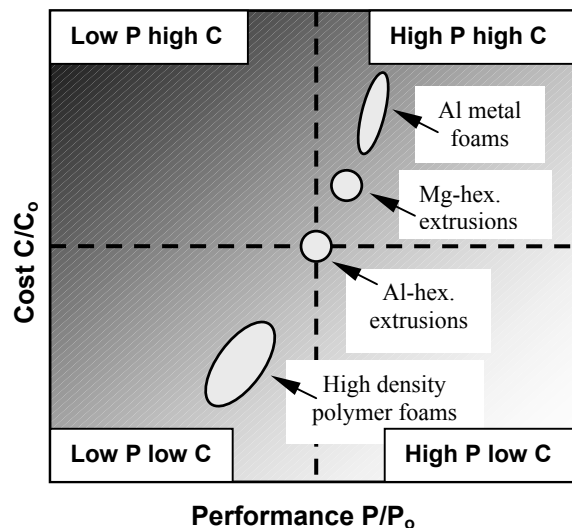 Low P high C
High P high C
Al metal
foams
Mg-hex.
extrusions
Al-hex.
extrusions
High density
polymer foams
Low P low C
High P low C
Cost C/Cₒ
Performance P/Pₒ